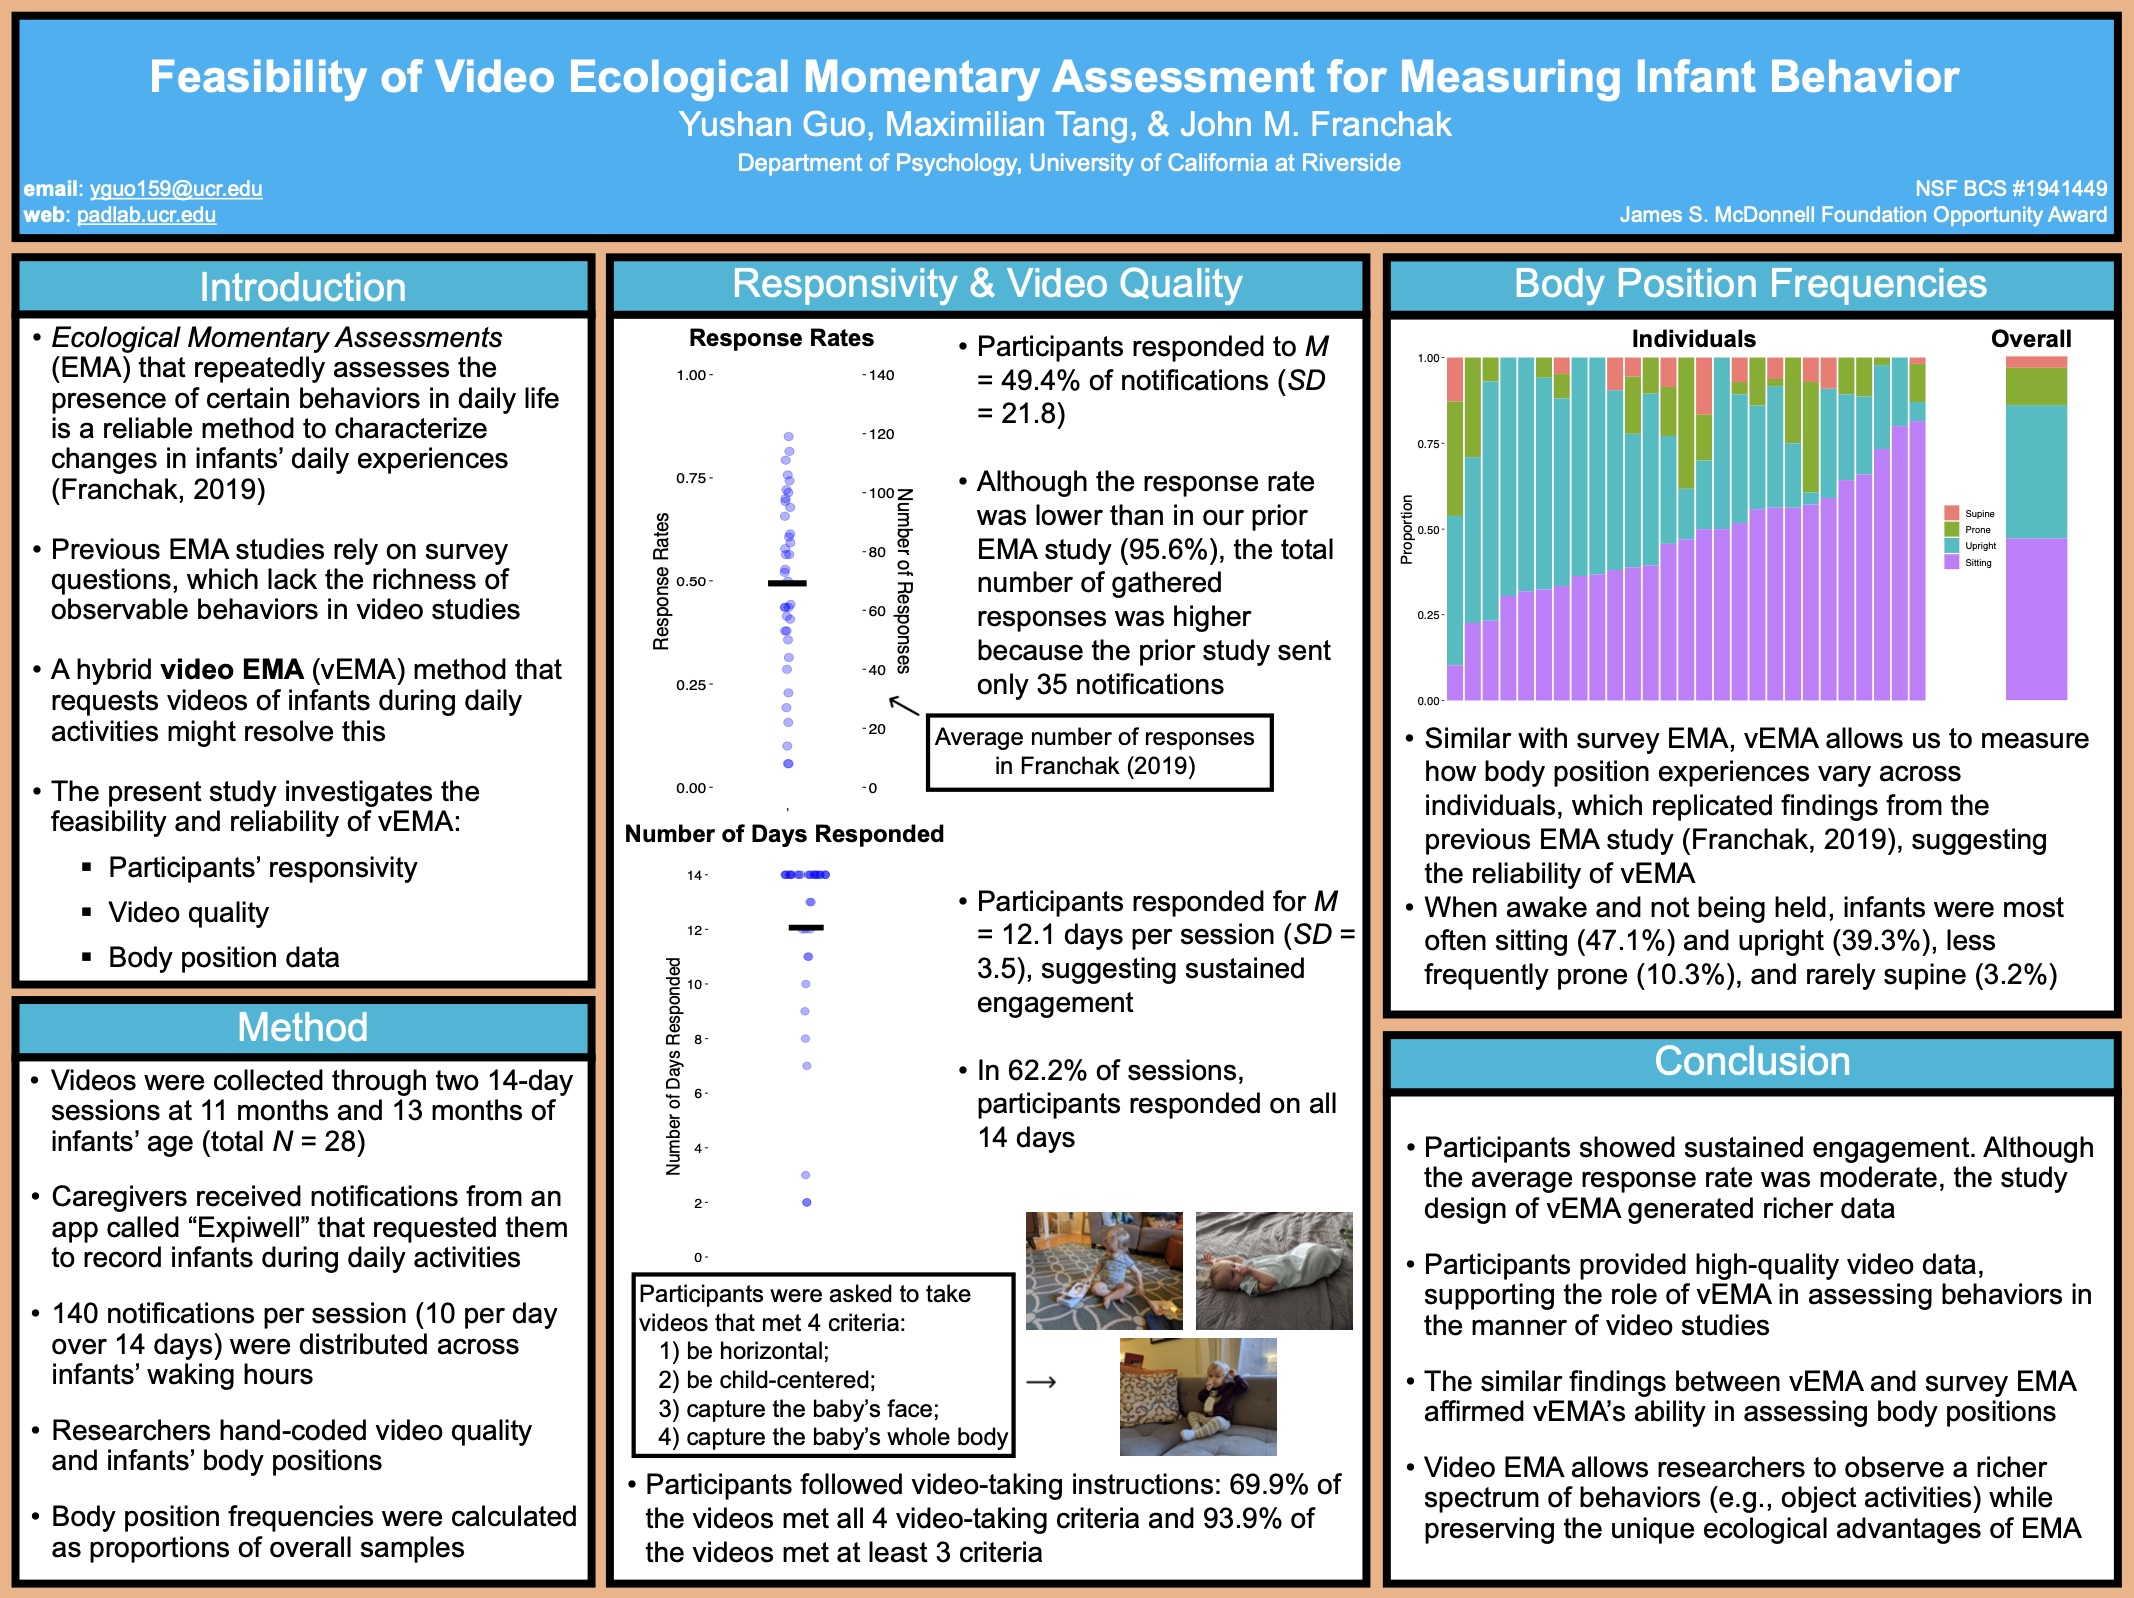 Feasibility of Video Ecological Momentary Assessment for Measuring Infant Behavior
Yushan Guo, Maximilian Tang, & John M. Franchak
Department of Psychology, University of California at Riverside
email: yguo159@ucr.edu
web: padlab.ucr.edu
NSF BCS #1941449
James S. McDonnell Foundation Opportunity Award
Introduction
• Ecological Momentary Assessments
(EMA) that repeatedly assesses the
presence of certain behaviors in daily life
is a reliable method to characterize
changes in infants’ daily experiences
(Franchak, 2019)
• Previous EMA studies rely on survey
questions, which lack the richness of
observable behaviors in video studies
• A hybrid video EMA (vEMA) method that
requests videos of infants during daily
activities might resolve this
• The present study investigates the
feasibility and reliability of vEMA:
▪ Participants’ responsivity
▪ Video quality
▪ Body position data
Method
• Videos were collected through two 14-day
sessions at 11 months and 13 months of
infants’ age (total N = 28)
• Caregivers received notifications from an
app called “Expiwell” that requested them
to record infants during daily activities
• 140 notifications per session (10 per day
over 14 days) were distributed across
infants’ waking hours
• Researchers hand-coded video quality
and infants’ body positions
• Body position frequencies were calculated
as proportions of overall samples
Responsivity & Video Quality
Response Rates
1.00
0.75
0.50
0.25
0.00
Response Rates
140
120
100
80
60
40
20
0
Number of Responses
Average number of responses
in Franchak (2019)
• Participants responded to M
= 49.4% of notifications (SD
= 21.8)
• Although the response rate
was lower than in our prior
EMA study (95.6%), the total
number of gathered
responses was higher
because the prior study sent
only 35 notifications
Number of Days Responded
14
12
10
8
6
4
2
0
Number of Days Responded
• Participants responded for M
= 12.1 days per session (SD =
3.5), suggesting sustained
engagement
• In 62.2% of sessions,
participants responded on all
14 days
Participants were asked to take
videos that met 4 criteria:
1) be horizontal;
2) be child-centered;
3) capture the baby’s face;
4) capture the baby’s whole body
• Participants followed video-taking instructions: 69.9% of
the videos met all 4 video-taking criteria and 93.9% of
the videos met at least 3 criteria
Body Position Frequencies
Individuals
Overall
1.00
0.75
0.50
0.25
0.00
Proportion
Supine
Prone
Upright
Sitting
• Similar with survey EMA, vEMA allows us to measure
how body position experiences vary across
individuals, which replicated findings from the
previous EMA study (Franchak, 2019), suggesting
the reliability of vEMA
• When awake and not being held, infants were most
often sitting (47.1%) and upright (39.3%), less
frequently prone (10.3%), and rarely supine (3.2%)
Conclusion
• Participants showed sustained engagement. Although
the average response rate was moderate, the study
design of vEMA generated richer data
• Participants provided high-quality video data,
supporting the role of vEMA in assessing behaviors in
the manner of video studies
• The similar findings between vEMA and survey EMA
affirmed vEMA’s ability in assessing body positions
• Video EMA allows researchers to observe a richer
spectrum of behaviors (e.g., object activities) while
preserving the unique ecological advantages of EMA